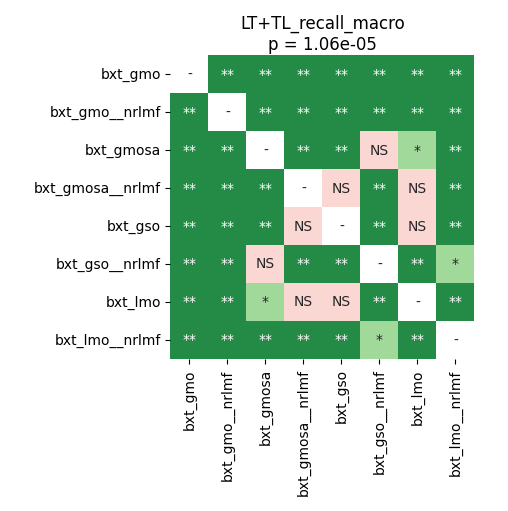 LT+TL_recall_macro
p = 1.06e-05
bxt_gmo - ** ** ** ** ** ** **
bxt_gmo__nrlmf ** - ** ** ** ** ** **
bxt_gmosa ** ** - ** ** NS * **
bxt_gmosa__nrlmf ** ** ** - NS ** NS **
bxt_gso ** ** ** NS - ** NS **
bxt_gso__nrlmf ** ** NS ** ** - ** *
bxt_lmo ** ** * NS NS ** - **
bxt_lmo__nrlmf ** ** ** ** ** * ** -
bxt_gmo
bxt_gmo__nrlmf
bxt_gmosa
bxt_gmosa__nrlmf
bxt_gso
bxt_gso__nrlmf
bxt_lmo
bxt_lmo__nrlmf